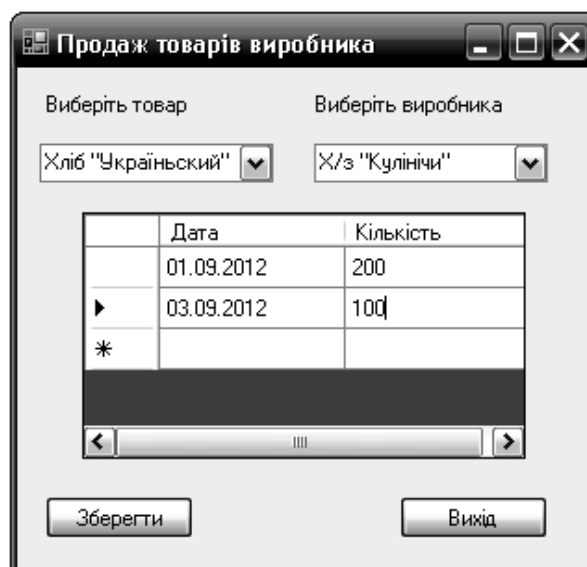 Продаж товарів виробника
Виберіть товар Виберіть виробника
Хліб "Україньский" Х/з "Кулінічи"
Дата Кількість
01.09.2012 200
03.09.2012 100
Зберегти Вихід